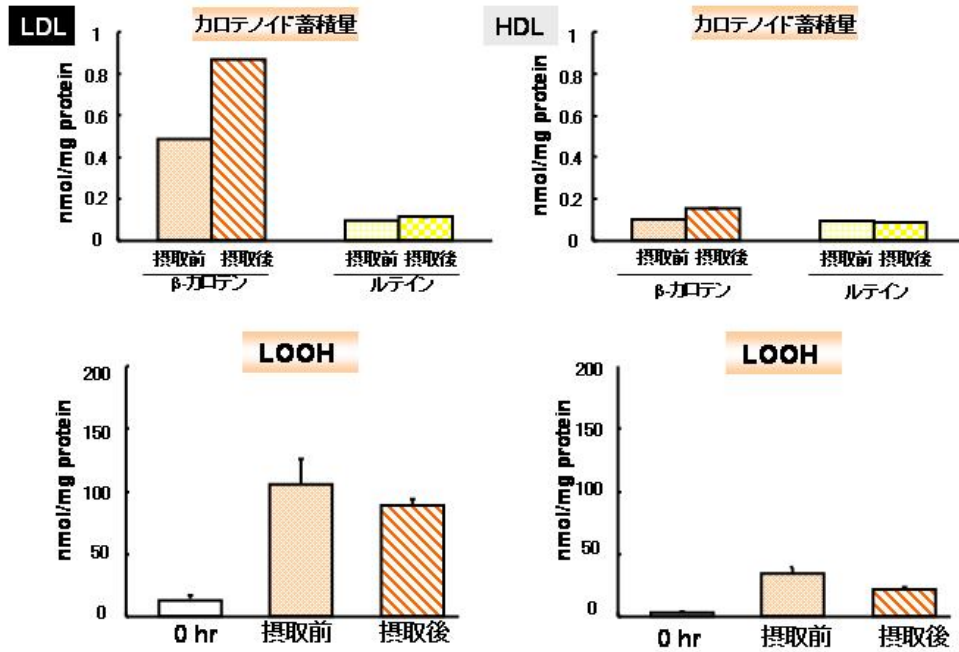 LDL
カロテノイド蓄積量
nmol/mg protein
1
0.8
0.6
0.4
0.2
0
摂取前 摂取後
β-カロテン
摂取前 摂取後
ルテイン
HDL
カロテノイド蓄積量
nmol/mg protein
1
0.8
0.6
0.4
0.2
0
摂取前 摂取後
β-カロテン
摂取前 摂取後
ルテイン
LOOH
nmol/mg protein
200
150
100
50
0
0 hr 摂取前 摂取後
LOOH
nmol/mg protein
200
150
100
50
0
0 hr 摂取前 摂取後